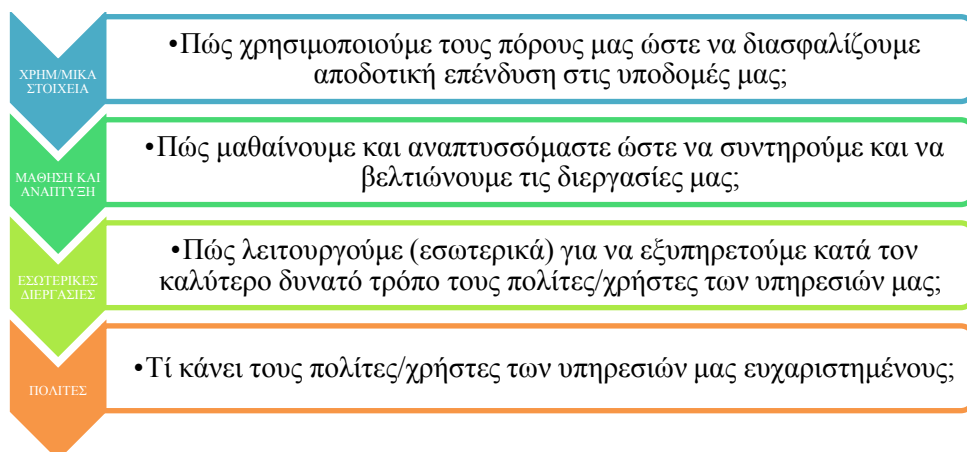 ΧΡΗΜ/ΜΙΚΑ
ΣΤΟΙΧΕΙΑ
•Πώς χρησιμοποιούμε τους πόρους μας ώστε να διασφαλίζουμε
αποδοτική επένδυση στις υποδομές μας;
ΜΑΘΗΣΗ ΚΑΙ
ΑΝΑΠΤΥΞΗ
•Πώς μαθαίνουμε και αναπτυσσόμαστε ώστε να συντηρούμε και να
βελτιώνουμε τις διεργασίες μας;
ΕΣΩΤΕΡΙΚΕΣ
ΔΙΕΡΓΑΣΙΕΣ
•Πώς λειτουργούμε (εσωτερικά) για να εξυπηρετούμε κατά τον
καλύτερο δυνατό τρόπο τους πολίτες/χρήστες των υπηρεσιών μας;
ΠΟΛΙΤΕΣ
•Τί κάνει τους πολίτες/χρήστες των υπηρεσιών μας ευχαριστημένους;